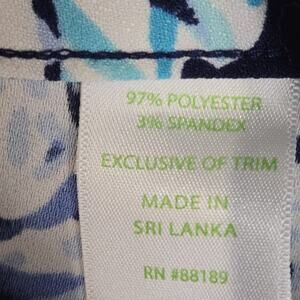 97% POLYESTER
3% SPANDEX
EXCLUSIVE OF TRIM
MADE IN
SRI LANKA
RN #88189